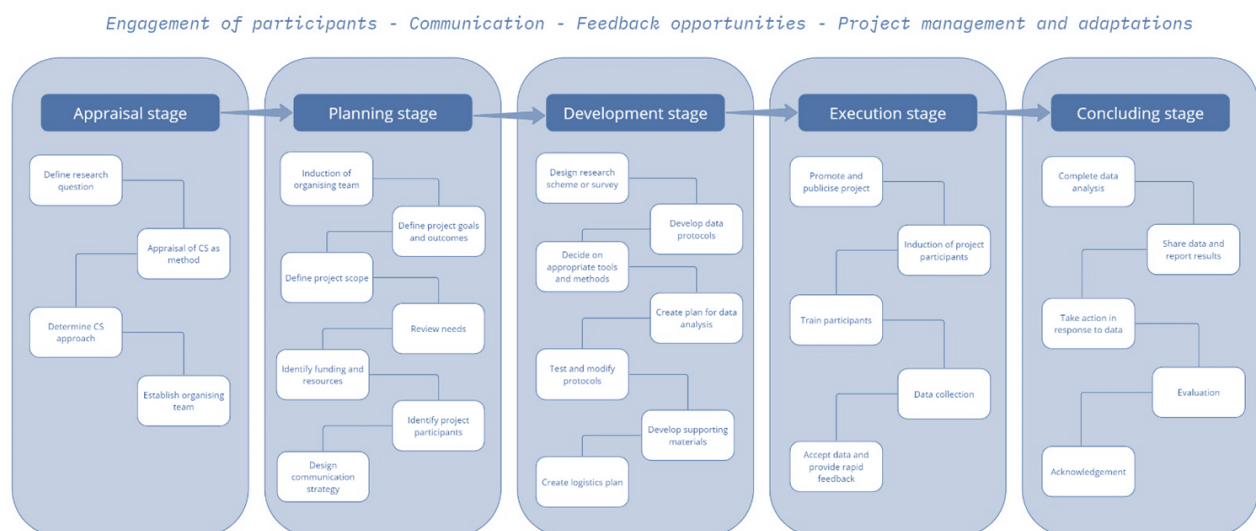 Engagement of participants - Communication - Feedback opportunities - Project management and adaptations
Appraisal stage
Define research
question
Appraisal of CS as
method
Determine CS
approach
Establish organising
team
Planning stage
Induction of
organising team
Define project goals
and outcomes
Define project scope
Review needs
Identify funding and
resources
Identify project
participants
Design
communication
strategy
Development stage
Design research
scheme or survey
Develop data
protocols
Decide on
appropriate tools
and methods
Create plan for data
analysis
Test and modify
protocols
Develop supporting
materials
Create logistics plan
Execution stage
Promote and
publicise project
Induction of project
participants
Train participants
Data collection
Accept data and
provide rapid
feedback
Concluding stage
Complete data
analysis
Share data and
report results
Take action in
response to data
Evaluation
Acknowledgement